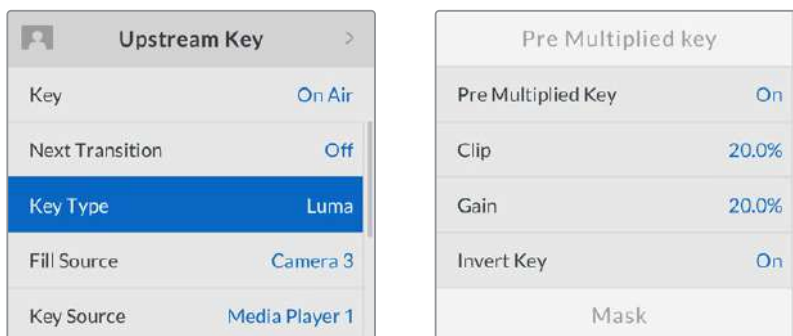 Upstream Key >
Key On Air
Next Transition Off
Key Type Luma
Fill Source Camera 3
Key Source Media Player 1
Pre Multiplied key
Pre Multiplied Key On
Clip 20.0%
Gain 20.0%
Invert Key On
Mask